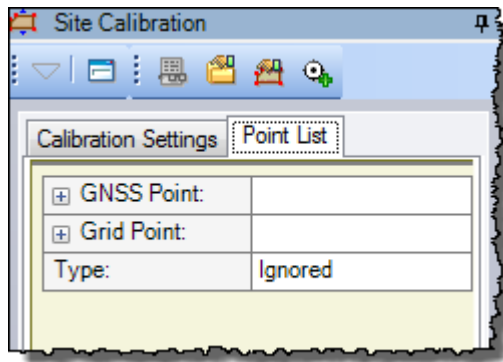 Site Calibration
Calibration Settings Point List
GNSS Point:
Grid Point:
Type: Ignored